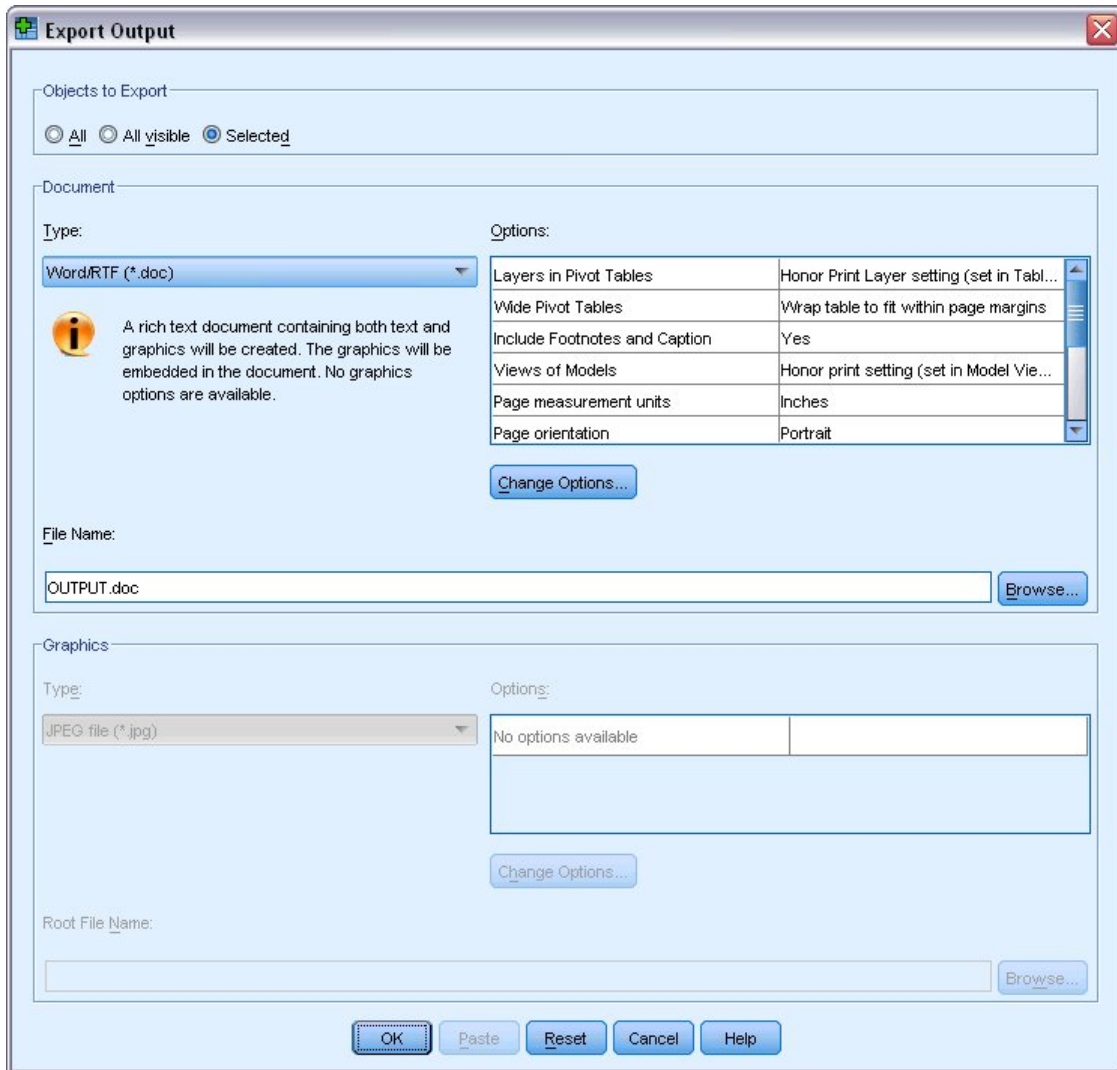 Export Output
Objects to Export
All All visible Selected
Document
Type:
Word/RTF (*.doc)
A rich text document containing both text and
graphics will be created. The graphics will be
embedded in the document. No graphics
options are available.
Options:
Layers in Pivot Tables Honor Print Layer setting (set in Tabl...
Wide Pivot Tables Wrap table to fit within page margins
Include Footnotes and Caption Yes
Views of Models Honor print setting (set in Model Vie...
Page measurement units Inches
Page orientation Portrait
Change Options...
File Name:
OUTPUT.doc Browse...
Graphics
Type:
JPEG file (*.jpg)
Options:
No options available
Change Options...
Root File Name:
Browse...
OK Paste Reset Cancel Help